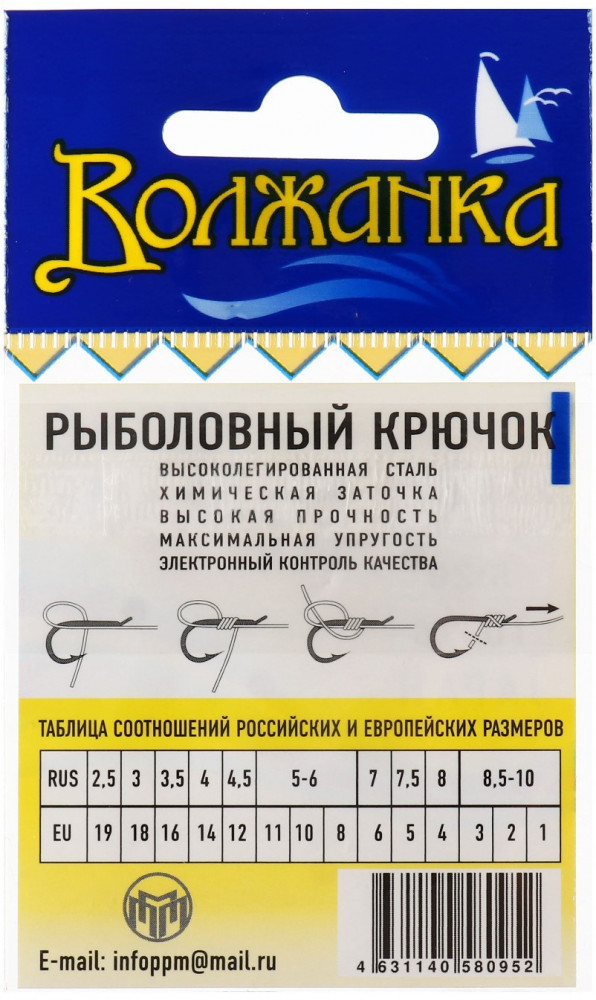 Волжанка
РЫБОЛОВНЫЙ КРЮЧОК
ВЫСОКОЛЕГИРОВАННАЯ СТАЛЬ
ХИМИЧЕСКАЯ ЗАТОЧКА
ВЫСОКАЯ ПРОЧНОСТЬ
МАКСИМАЛЬНАЯ УПРУГОСТЬ
ЭЛЕКТРОННЫЙ КОНТРОЛЬ КАЧЕСТВА
ТАБЛИЦА СООТНОШЕНИЙ РОССИЙСКИХ И ЕВРОПЕЙСКИХ РАЗМЕРОВ
RUS 2,5 3 3,5 4 4,5 5-6 7 7,5 8 8,5-10
EU 19 18 16 14 12 11 10 8 6 5 4 3 2 1
E-mail: infoppm@mail.ru
4 631140 580952